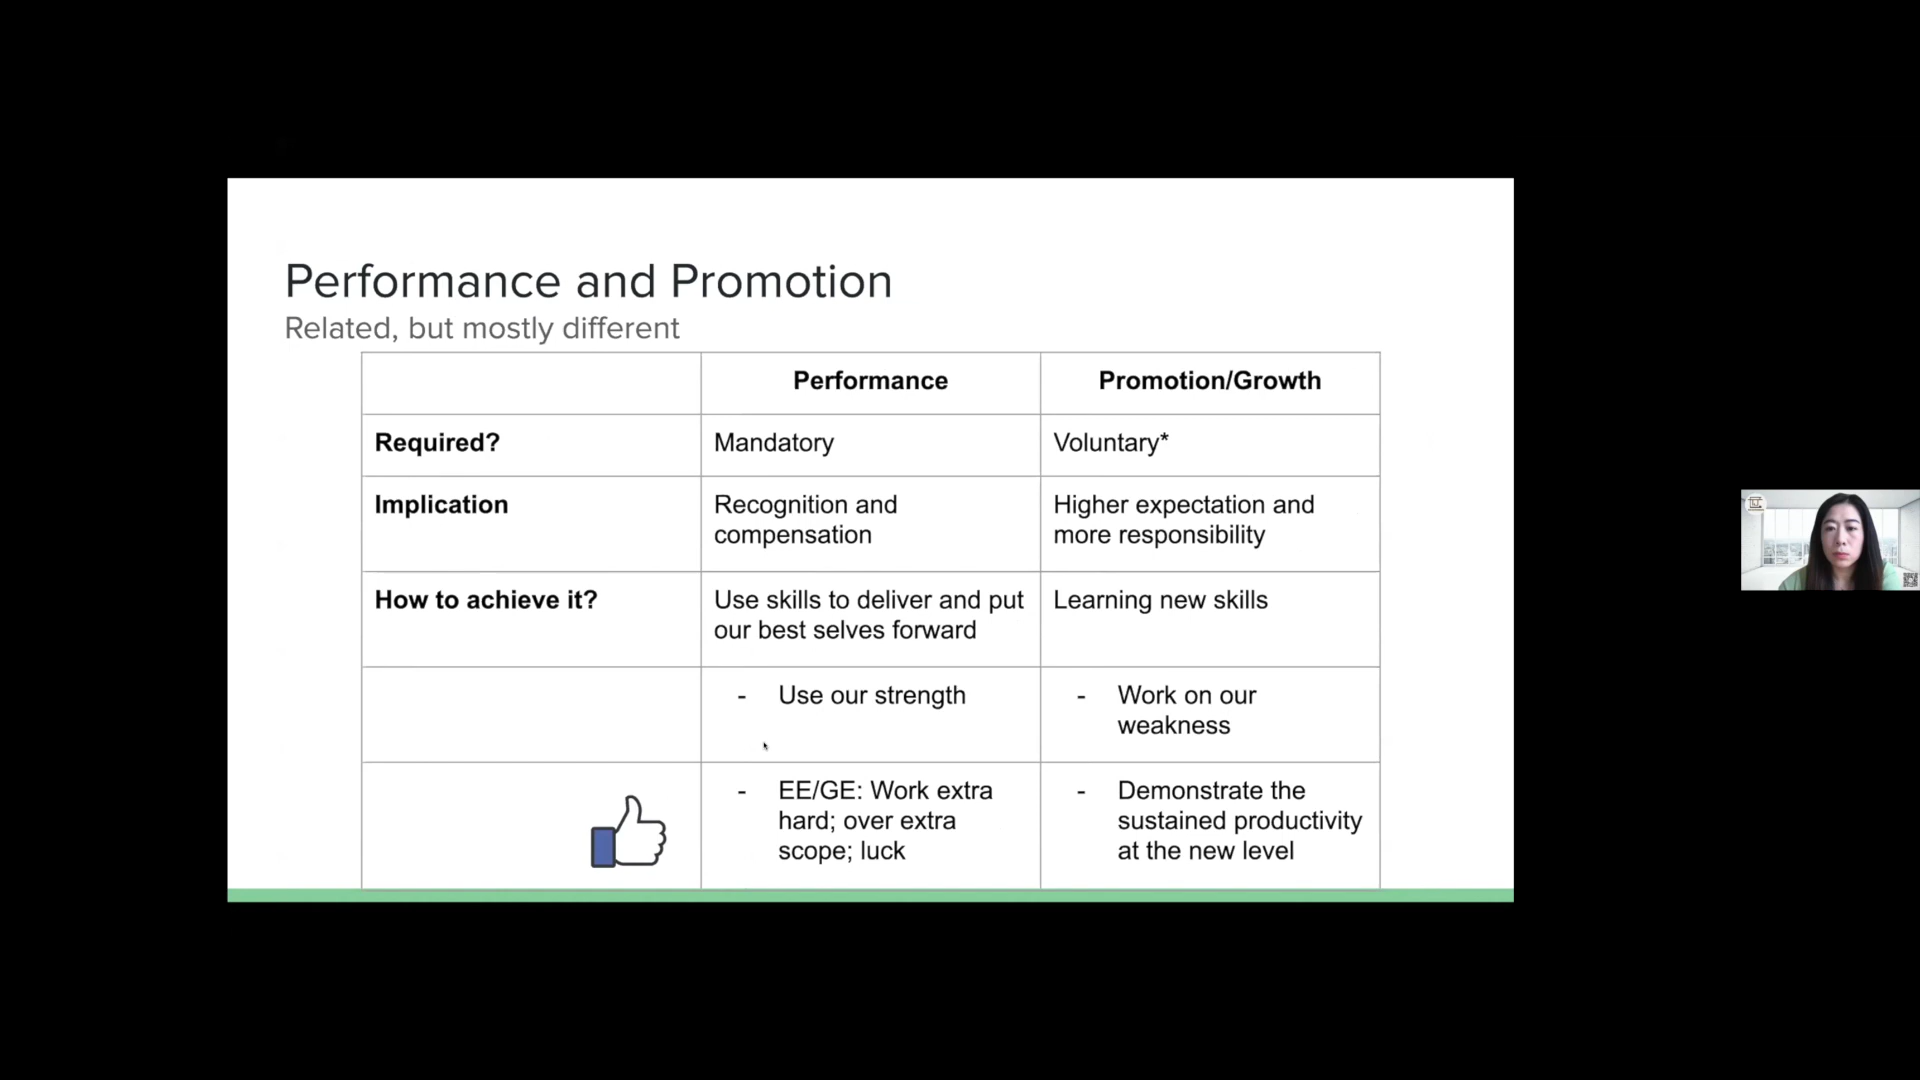 Performance and Promotion
Related, but mostly different
Performance
Promotion/Growth
Required?
Mandatory
Voluntary*
Implication
Recognition and
compensation
Higher expectation and
more responsibility
How to achieve it?
Use skills to deliver and put
our best selves forward
Learning new skills
- Use our strength
- Work on our
weakness
- EE/GE: Work extra
hard; over extra
scope; luck
- Demonstrate the
sustained productivity
at the new level